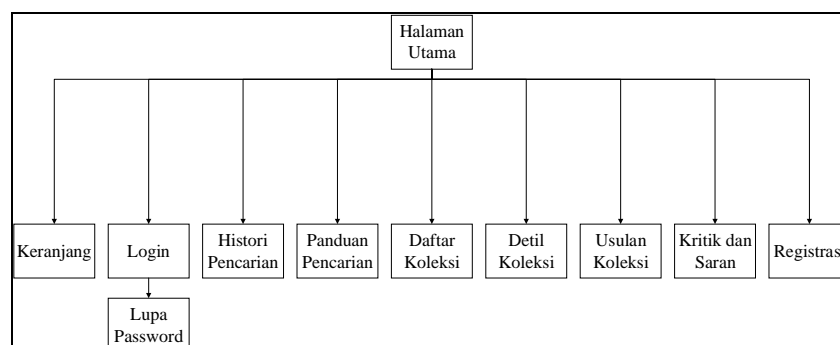 Halaman
Utama
Keranjang
Login
Histori
Pencarian
Panduan
Pencarian
Daftar
Koleksi
Detil
Koleksi
Usulan
Koleksi
Kritik dan
Saran
Registras
Lupa
Password